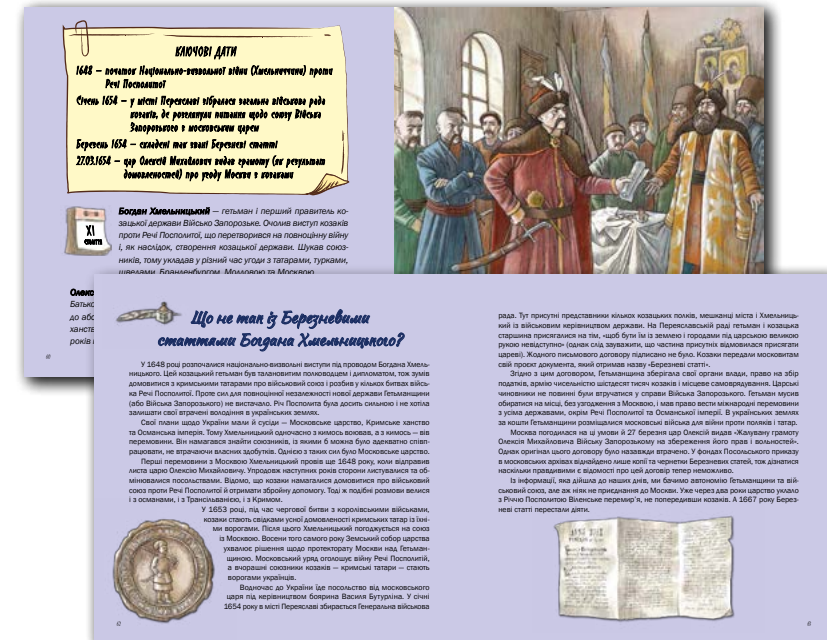 КЛЮЧОВІ ДАТИ
1648 – початок Національно-визвольної війни (Хмельниччини) проти
Речі Посполитої
Січень 1654 – у місті Переяславі зібралася загальна військова рада
козаків, де розглянули питання щодо союзу Війська
Запорозького з московським царем
Березень 1654 – складені так звані Березневі статті
27.03.1654 – цар Олексій Михайлович видав грамоту (як результат
домовленостей) про угоду Москви з козаками
XI
Богдан Хмельницький – гетьман і перший правитель ко-
зацької держави Військо Запорозьке. Очолив виступ козаків
проти Речі Посполитої, що перетворився на повноцінну війну
і, як наслідок, створення козацької держави. Шукав союз-
ників, тому укладав у різний час угоди з татарами, турками,
шведами, Бранденбургом, Молдовою та Москвою.
Батько
до або
ханств
років
Що не так із Березневими
статтями Богдана Хмельницького?
У 1648 році розпочалися національно-визвольні виступи під проводом Богдана Хмель-
ницького. Цей козацький гетьман був талановитим полководцем і дипломатом, тож зумів
домовитися з кримськими татарами про військовий союз і розбив у кількох битвах війсь-
ка Речі Посполитої. Проте сил для повноцінної незалежності нової держави Гетьманщини
(або Війська Запорозького) не вистачало. Річ Посполита була досить сильною і не хотіла
залишати свої втрачені володіння в українських землях.
Свої плани щодо України мали й сусіди – Московське царство, Кримське ханство
та Османська імперія. Тому Хмельницький одночасно з кимось воював, а з кимось – вів
перемовини. Він намагався знайти союзників, із якими б можна було адекватно співп-
рацювати, не втрачаючи власних здобутків. Однією з таких сил було Московське царство.
Перші перемовини з Москвою Хмельницький провів ще 1648 року, коли відправив
листа царю Олексію Михайловичу. Упродовж наступних років сторони листувалися та об-
мінювалися посольствами. Відомо, що козаки намагалися домовитися про військовий
союз проти Речі Посполитої й отримати збройну допомогу. Тоді ж подібні розмови велися
і з османами, і з Трансільванією, і з Кримом.
У 1653 році, під час чергової битви з королівськими військами,
козаки стають свідками усної домовленості кримських татар із їхні-
ми ворогами. Після цього Хмельницький погоджується на союз
із Москвою. Восени того самого року Земський собор царства
ухвалює рішення щодо протекторату Москви над Гетьман-
щиною. Московський уряд оголошує війну Речі Посполитій,
а вчорашні союзники козаків – кримські татари – стають
ворогами українців.
Водночас до України їде посольство від московського
царя під керівництвом боярина Василя Бутурліна. У січні
1654 року в місті Переяславі збирається Генеральна військова
рада. Тут присутні представники кількох козацьких полків, мешканці міста і Хмельниць-
кий із військовим керівництвом держави. На Переяславській раді гетьман і козацька
старшина присягалися на тім, «щоб бути їм із землею і городами під царською великою
рукою невідступно» (однак слід зауважити, що частина присутніх відмовилася присягати
цареві). Жодного письмового договору підписано не було. Козаки передали московитам
свій проєкт документа, який отримав назву «Березневі статті».
Згідно з цим договором, Гетьманщина зберігала свої органи влади, право на збір
податків, армію чисельністю шістдесят тисяч козаків і місцеве самоврядування. Царські
чиновники не повинні були втручатися у справи Війська Запорозького. Гетьман мусив
обиратися на місці, без узгодження з Москвою, і мав право вести міжнародні перемовини
з усіма державами, окрім Речі Посполитої та Османської імперії. В українських землях
за кошти Гетьманщини розміщалися московські війська для війни проти поляків і татар.
Москва погодилася на ці умови й 27 березня цар Олексій видав «Жалувану грамоту
Олексія Михайловича Війську Запорозькому на збереження його прав і вольностей».
Однак оригінал цього договору було назавжди втрачено. У фондах Посольського приказу
в московських архівах віднайдено лише копії та чернетки Березневих статей, тож дізнатися
наскільки правдивими є відомості про цей договір тепер неможливо.
Із інформації, яка дійшла до наших днів, ми бачимо автономію Гетьманщини та вій-
ськовий союз, але аж ніяк не приєднання до Москви. Уже через два роки царство уклало
з Річчю Посполитою Віленське перемир'я, не попередивши козаків. А 1667 року Берез-
неві статті перестали діяти.